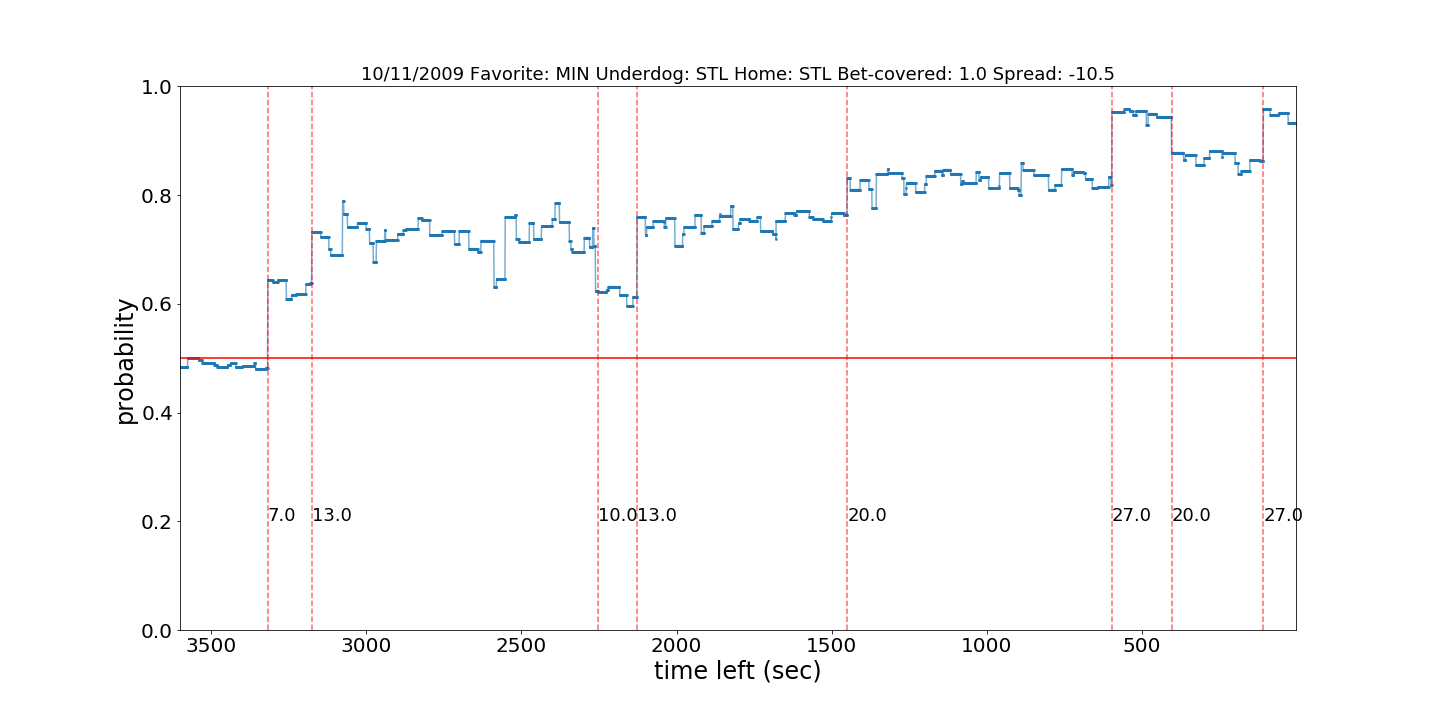 10/11/2009 Favorite: MIN Underdog: STL Home: STL Bet-covered: 1.0 Spread: -10.5
1.0
0.8
0.6
0.4
0.2
0.0
probability
7.0 13.0 10.0 13.0 20.0 27.0 20.0 27.0
3500 3000 2500 2000 1500 1000 500
time left (sec)